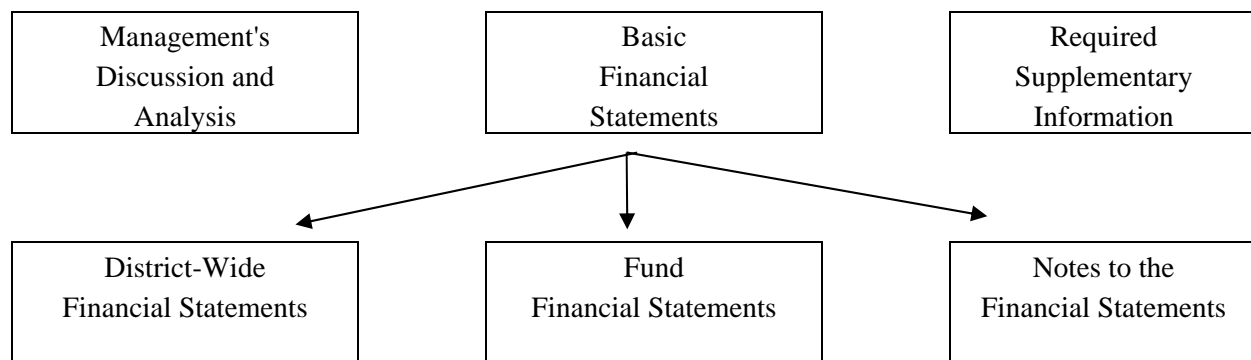 Management's
Discussion and
Analysis
Basic
Financial
Statements
Required
Supplementary
Information
District-Wide
Financial Statements
Fund
Financial Statements
Notes to the
Financial Statements